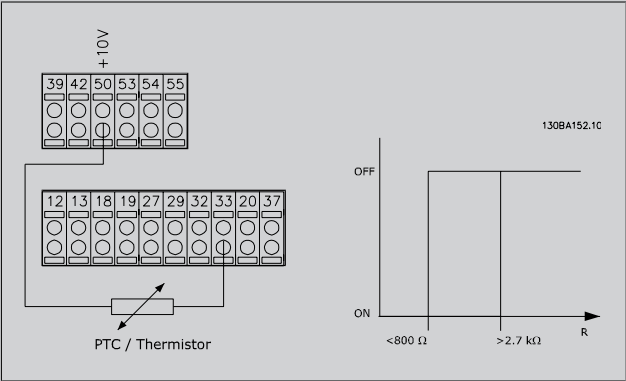 +10V
39 42 50 53 54 55
130BA152.10
12 13 18 19 27 29 32 33 20 37
OFF
ON
<800 Ω
>2.7 kΩ
R
PTC / Thermistor